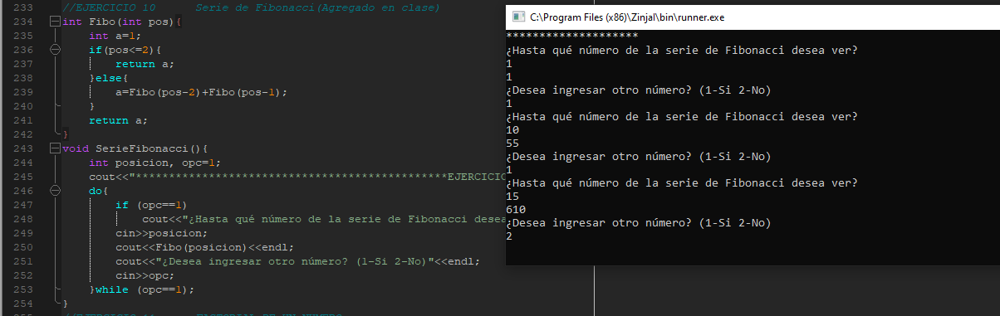 233 //EJERCICIO 10 Serie de Fibonacci(Agregado en clase)
234 int Fibo(int pos){
235 int a=1;
236 if(pos<=2){
237 return a;
238 }else{
239 a=Fibo(pos-2)+Fibo(pos-1);
240 }
241 return a;
242 }
243 void SerieFibonacci(){
244 int posicion, opc=1;
245 cout<<"***********************************************EJERCICIO
246 do{
247 if (opc==1)
248 cout<<"¿Hasta qué número de la serie de Fibonacci desea
249 cin>>posicion;
250 cout<<Fibo(posicion)<<endl;
251 cout<<"¿Desea ingresar otro número? (1-Si 2-No)"<<endl;
252 cin>>opc;
253 }while (opc==1);
254 }
C:\Program Files (x86)\ZinjaI\bin\runner.exe
********************
¿Hasta qué número de la serie de Fibonacci desea ver?
1
1
¿Desea ingresar otro número? (1-Si 2-No)
1
¿Hasta qué número de la serie de Fibonacci desea ver?
10
55
¿Desea ingresar otro número? (1-Si 2-No)
1
¿Hasta qué número de la serie de Fibonacci desea ver?
15
610
¿Desea ingresar otro número? (1-Si 2-No)
2